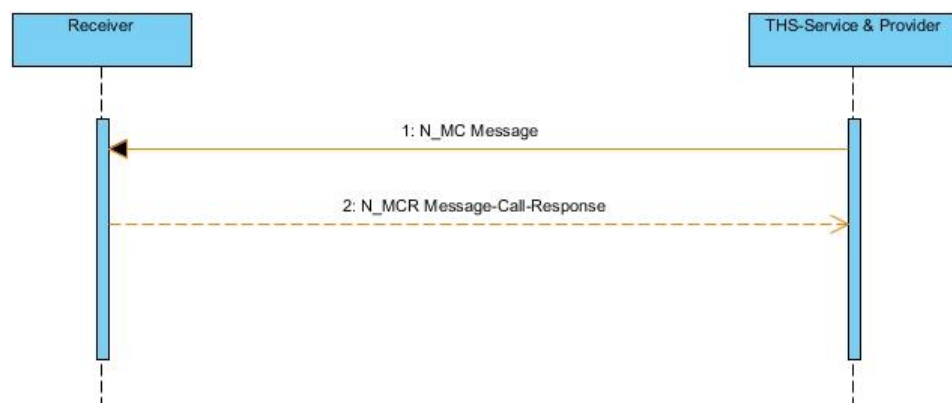 Receiver
THS-Service & Provider
1: N_MC Message
2: N_MCR Message-Call-Response